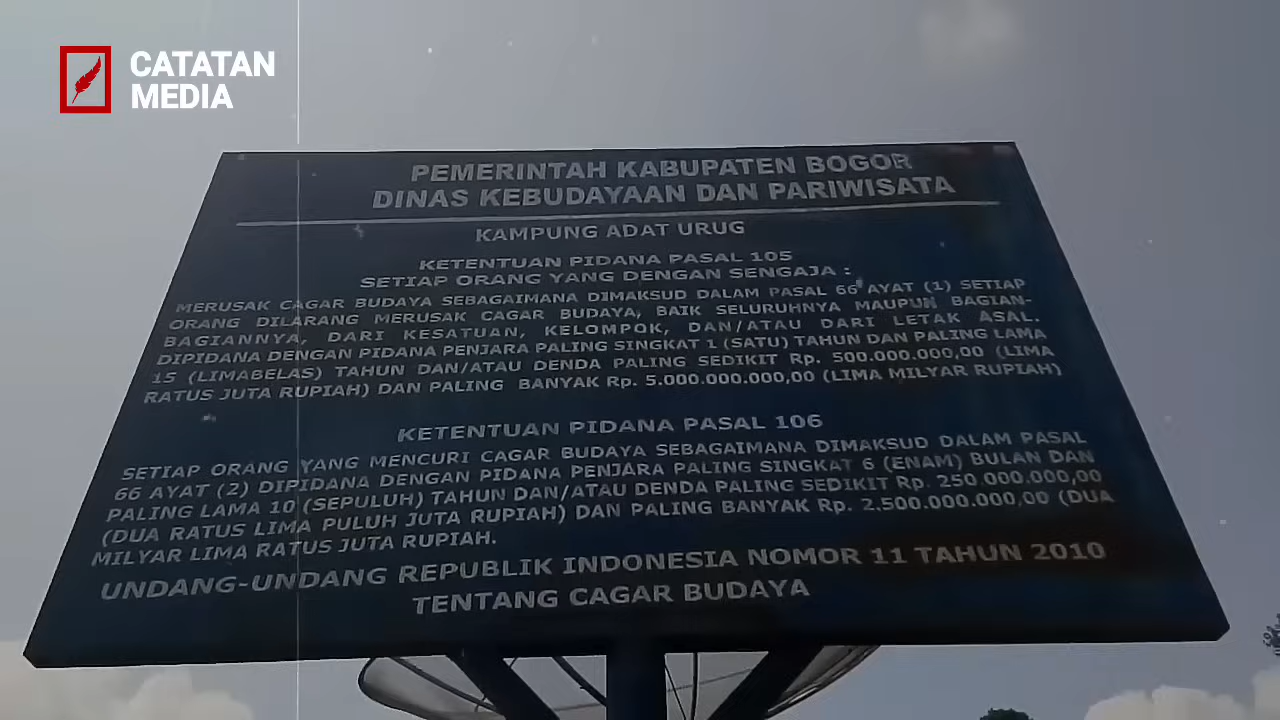 CATATAN
MEDIA
PEMERINTAH KABUPATEN BOGOR
DINAS KEBUDAYAAN DAN PARIWISATA
KAMPUNG ADAT URUG
KETENTUAN PIDANA PASAL 105
SETIAP ORANG YANG DENGAN SENGAJA :
MERUSAK CAGAR BUDAYA SEBAGAIMANA DIMAKSUD DALAM PASAL 66 AYAT (1) SETIAP
ORANG DILARANG MERUSAK CAGAR BUDAYA, BAIK SELURUHNYA MAUPUN BAGIAN-
BAGIANNYA, DARI KESATUAN, KELOMPOK, DAN/ATAU DARI LETAK ASAL.
DIPIDANA DENGAN PIDANA PENJARA PALING SINGKAT 1 (SATU) TAHUN DAN PALING LAMA
15 (LIMABELAS) TAHUN DAN/ATAU DENDA PALING SEDIKIT Rp. 500.000.000,00 (LIMA
RATUS JUTA RUPIAH) DAN PALING BANYAK Rp. 5.000.000.000,00 (LIMA MILYAR RUPIAH)
KETENTUAN PIDANA PASAL 106
SETIAP ORANG YANG MENCURI CAGAR BUDAYA SEBAGAIMANA DIMAKSUD DALAM PASAL
66 AYAT (2) DIPIDANA DENGAN PIDANA PENJARA PALING SINGKAT 6 (ENAM) BULAN DAN
PALING LAMA 10 (SEPULUH) TAHUN DAN/ATAU DENDA PALING SEDIKIT Rp. 250.000.000,00
(DUA RATUS LIMA PULUH JUTA RUPIAH) DAN PALING BANYAK Rp. 2.500.000.000,00 (DUA
MILYAR LIMA RATUS JUTA RUPIAH.
UNDANG-UNDANG REPUBLIK INDONESIA NOMOR 11 TAHUN 2010
TENTANG CAGAR BUDAYA